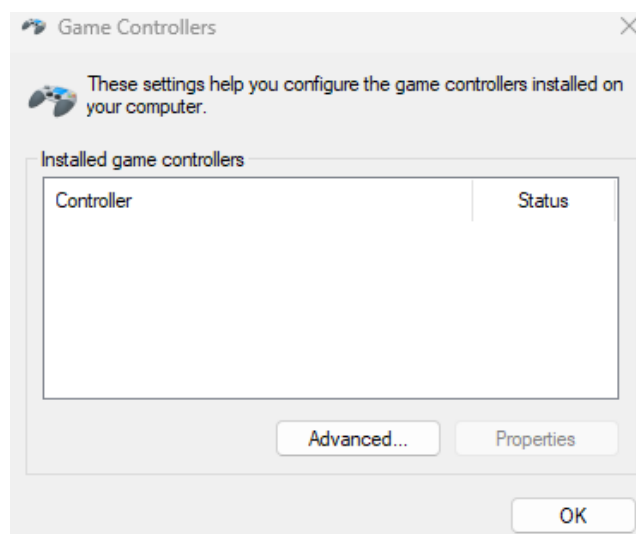 Game Controllers
These settings help you configure the game controllers installed on
your computer.
Installed game controllers
Controller Status
Advanced... Properties
OK